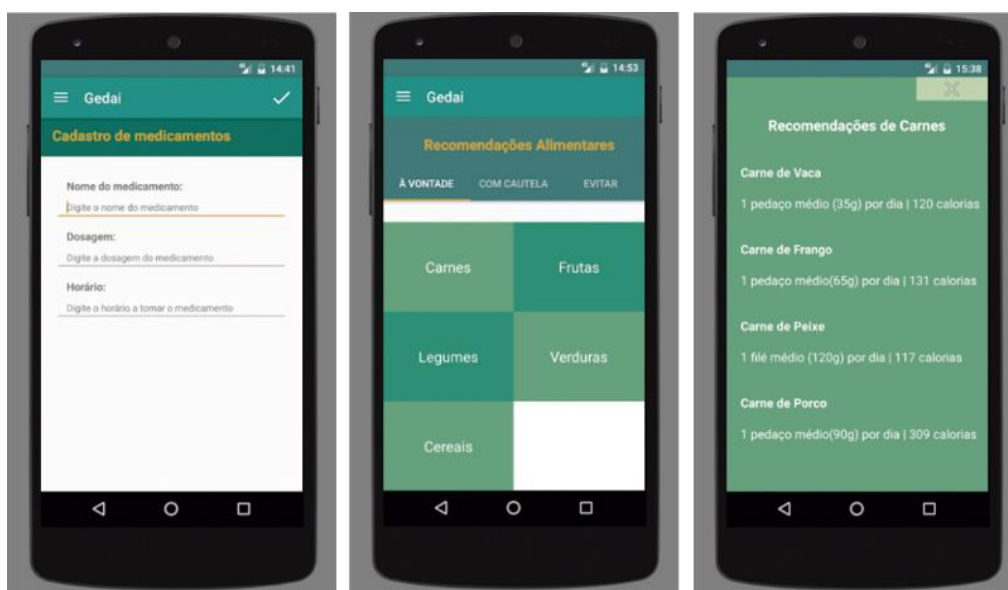 14:41
Gedai
Cadastro de medicamentos
Nome do medicamento:
Digite o nome do medicamento
Dosagem:
Digite a dosagem do medicamento
Horário:
Digite o horário a tomar o medicamento
14:53
Gedai
Recomendações Alimentares
À VONTADE COM CAUTELA EVITAR
Carnes Frutas
Legumes Verduras
Cereais
15:38
Recomendações de Carnes
Carne de Vaca
1 pedaço médio (35g) por dia | 120 calorias
Carne de Frango
1 pedaço médio(65g) por dia | 131 calorias
Carne de Peixe
1 filé médio (120g) por dia | 117 calorias
Carne de Porco
1 pedaço médio(90g) por dia | 309 calorias